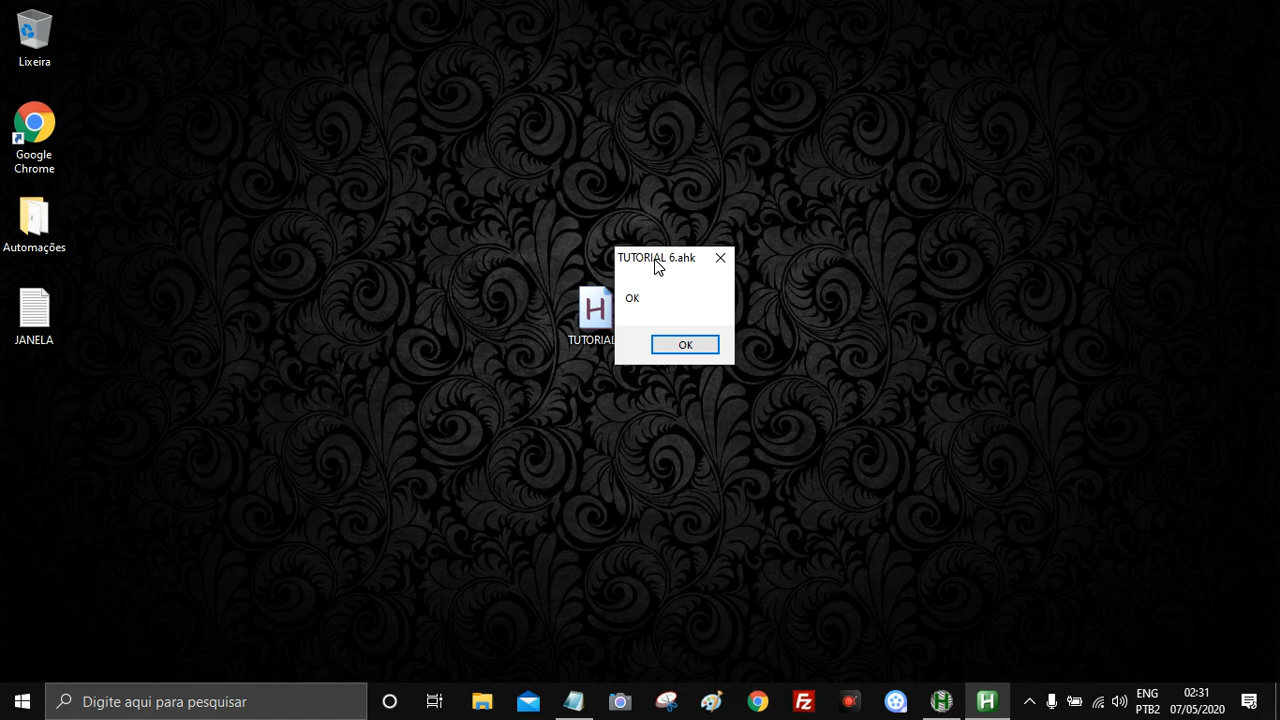 Lixeira
Google
Chrome
Automações
JANELA
TUTORIAL 6.ahk
OK
OK
H
TUTORIAL
Digite aqui para pesquisar
ENG
PTB2
02:31
07/05/2020